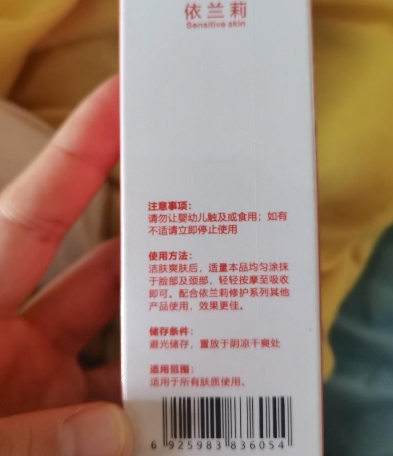 依兰莉
Sensitive skin
注意事项：
请勿让婴幼儿触及或食用；如有
不适请立即停止使用
使用方法：
洁肤爽肤后，适量本品均匀涂抹
于脸部及颈部，轻轻按摩至吸收
即可。配合依兰莉修护系列其他
产品使用，效果更佳。
储存条件：
避光储存，置放于阴凉干爽处
适用范围：
适用于所有肤质使用。
6 925983 836054